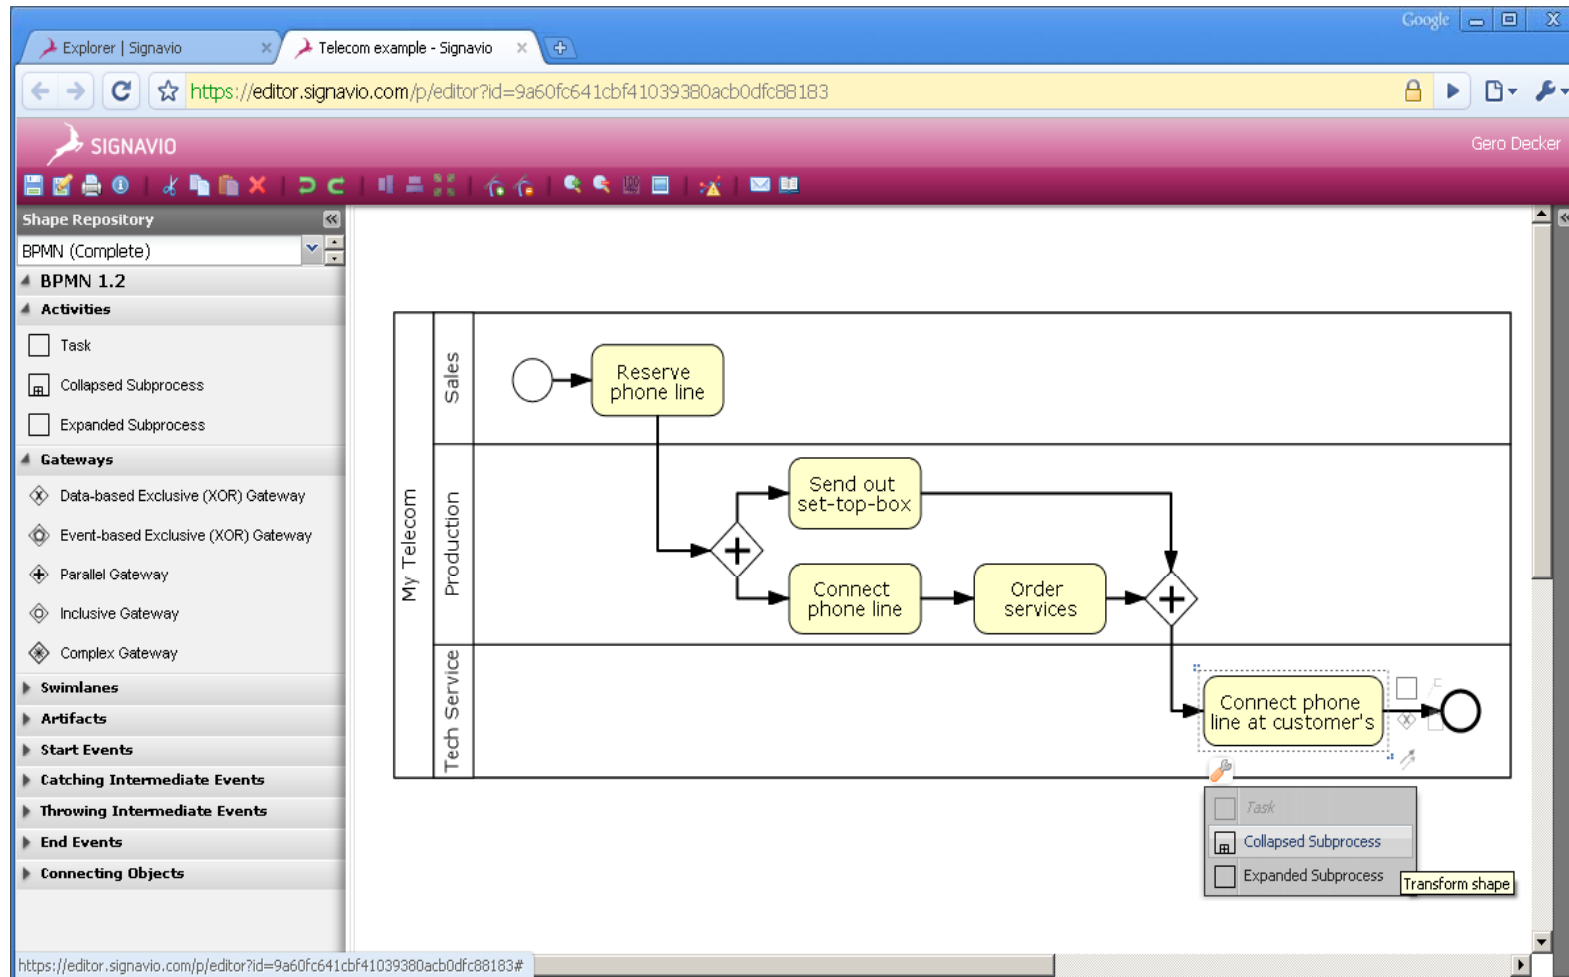 Google
Explorer | Signavio
Telecom example - Signavio
https://editor.signavio.com/p/editor?id=9a60fc641cbf41039380acb0dfc88183
SIGNAVIO
Gero Decker
Shape Repository
BPMN (Complete)
BPMN 1.2
Activities
Task
Collapsed Subprocess
Expanded Subprocess
Gateways
Data-based Exclusive (XOR) Gateway
Event-based Exclusive (XOR) Gateway
Parallel Gateway
Inclusive Gateway
Complex Gateway
Swimlanes
Artifacts
Start Events
Catching Intermediate Events
Throwing Intermediate Events
End Events
Connecting Objects
My Telecom
Sales
Reserve
phone line
Production
Send out
set-top-box
Connect
phone line
Order
services
Tech Service
Connect phone
line at customer's
Task
Collapsed Subprocess
Expanded Subprocess
Transform shape
https://editor.signavio.com/p/editor?id=9a60fc641cbf41039380acb0dfc88183#